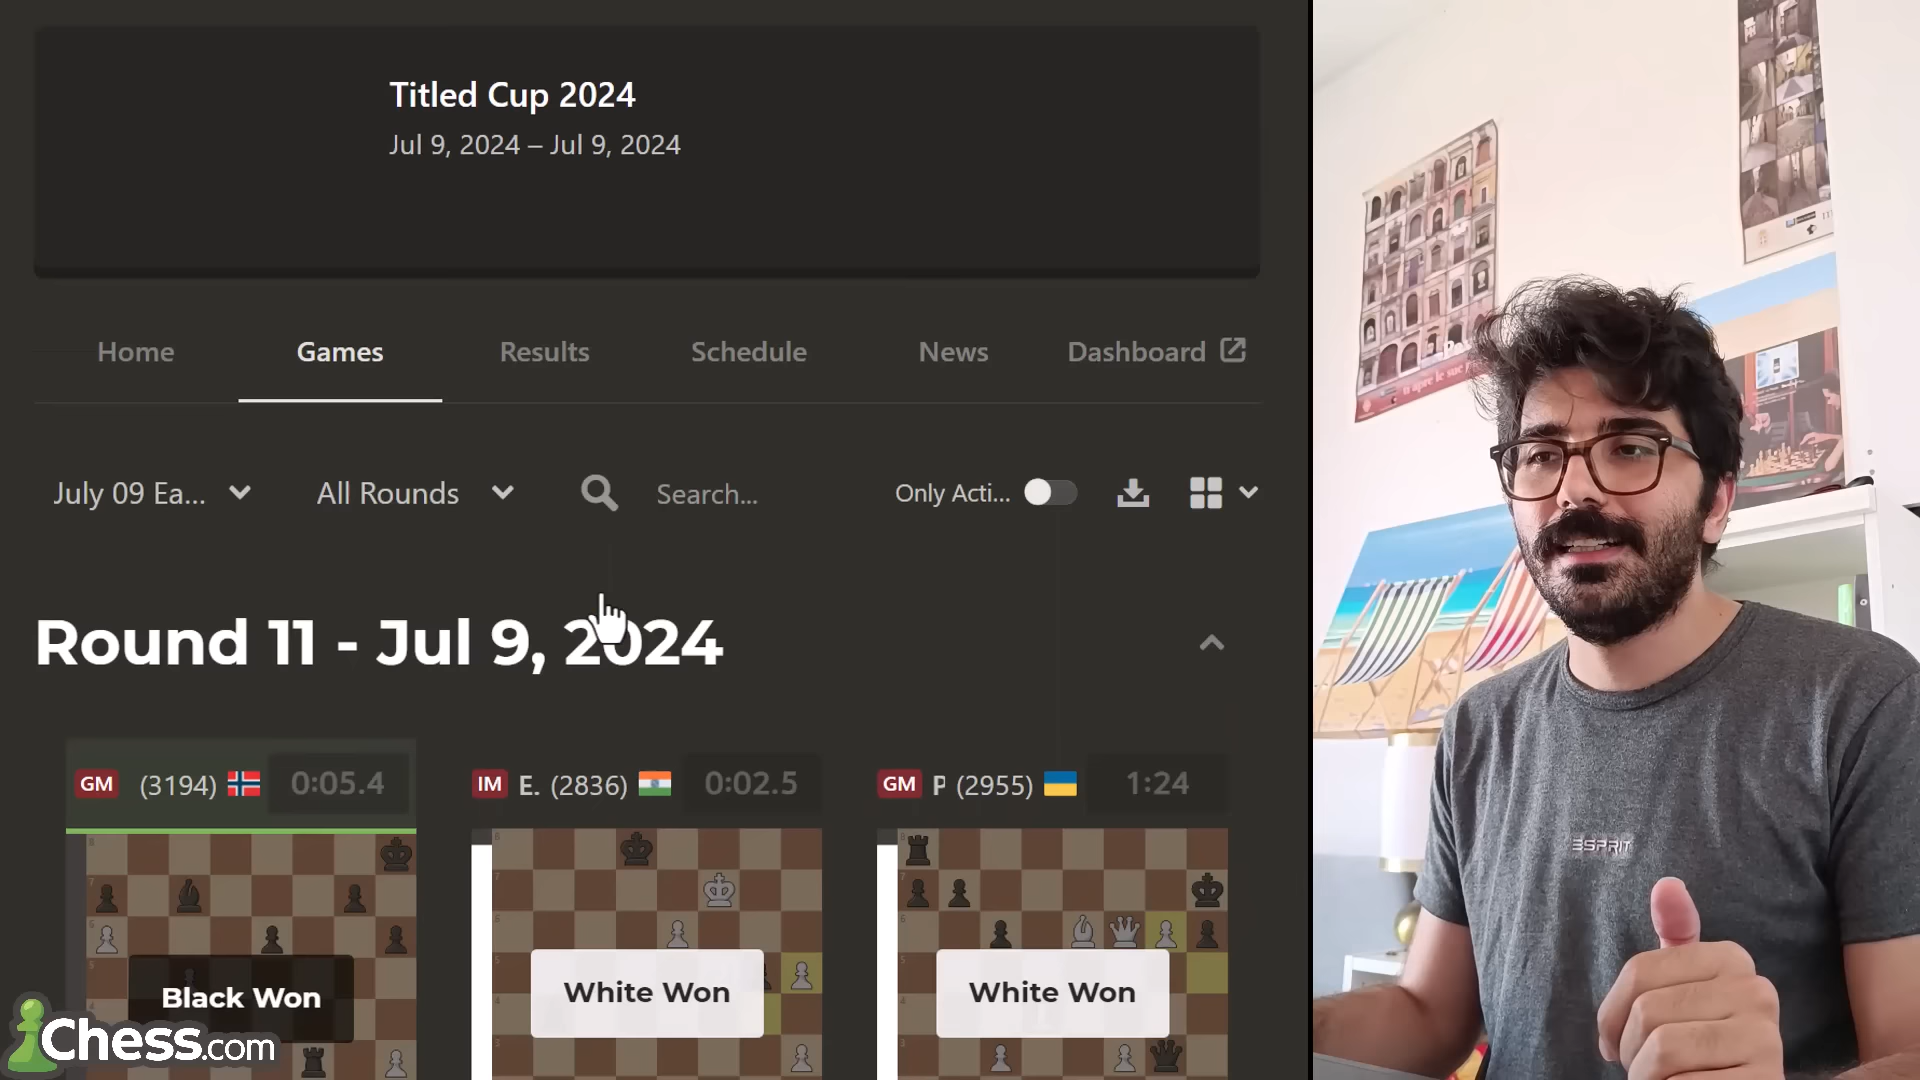 Titled Cup 2024
Jul 9, 2024 – Jul 9, 2024
Home Games Results Schedule News Dashboard
July 09 Ea... All Rounds Search... Only Acti...
Round 11 - Jul 9, 2024
GM (3194) 0:05.4
IM E. (2836) 0:02.5
GM P (2955) 1:24
Black Won
White Won
White Won
Chess.com
ESPRIT